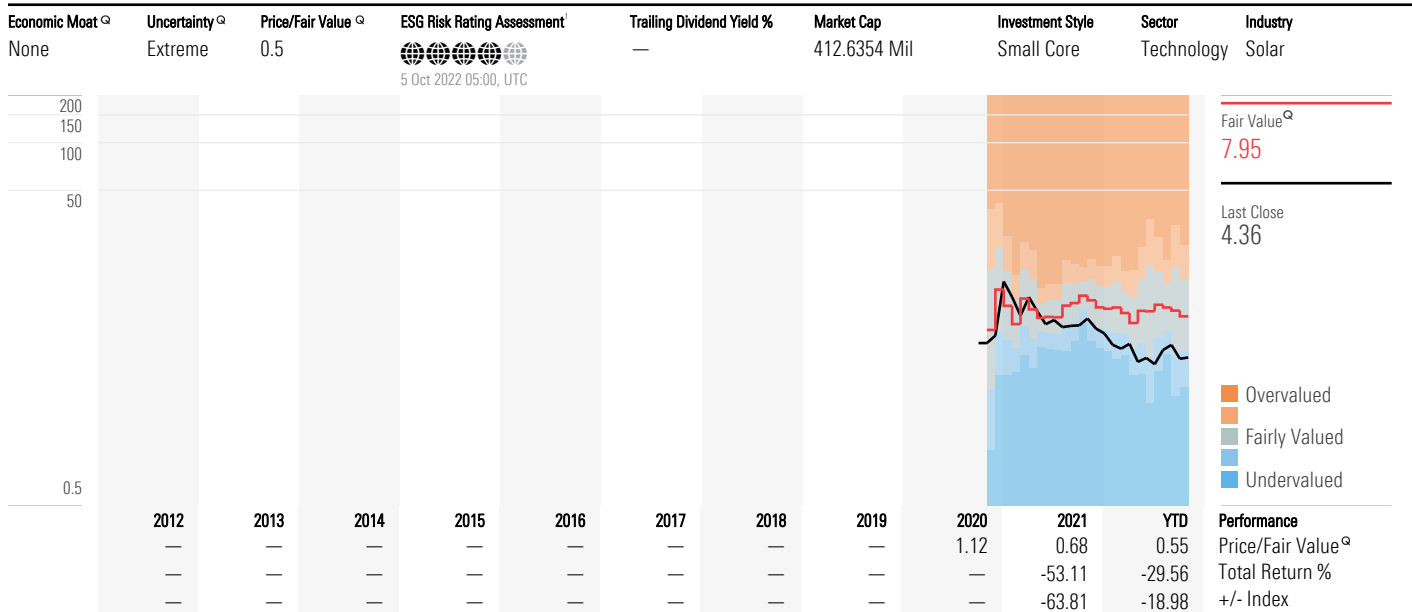 Economic Moat Q Uncertainty Q Price/Fair Value Q ESG Risk Rating Assessment¹ Trailing Dividend Yield % Market Cap Investment Style Sector Industry
None Extreme 0.5 — 412.6354 Mil Small Core Technology Solar
5 Oct 2022 05:00, UTC
200
150
100
50
0.5
Fair Value Q
7.95
Last Close
4.36
Overvalued
Fairly Valued
Undervalued
2012 2013 2014 2015 2016 2017 2018 2019 2020 2021 YTD Performance
— — — — — — — — 1.12 0.68 0.55 Price/Fair Value Q
— — — — — — — — — -53.11 -29.56 Total Return %
— — — — — — — — — -63.81 -18.98 +/- Index